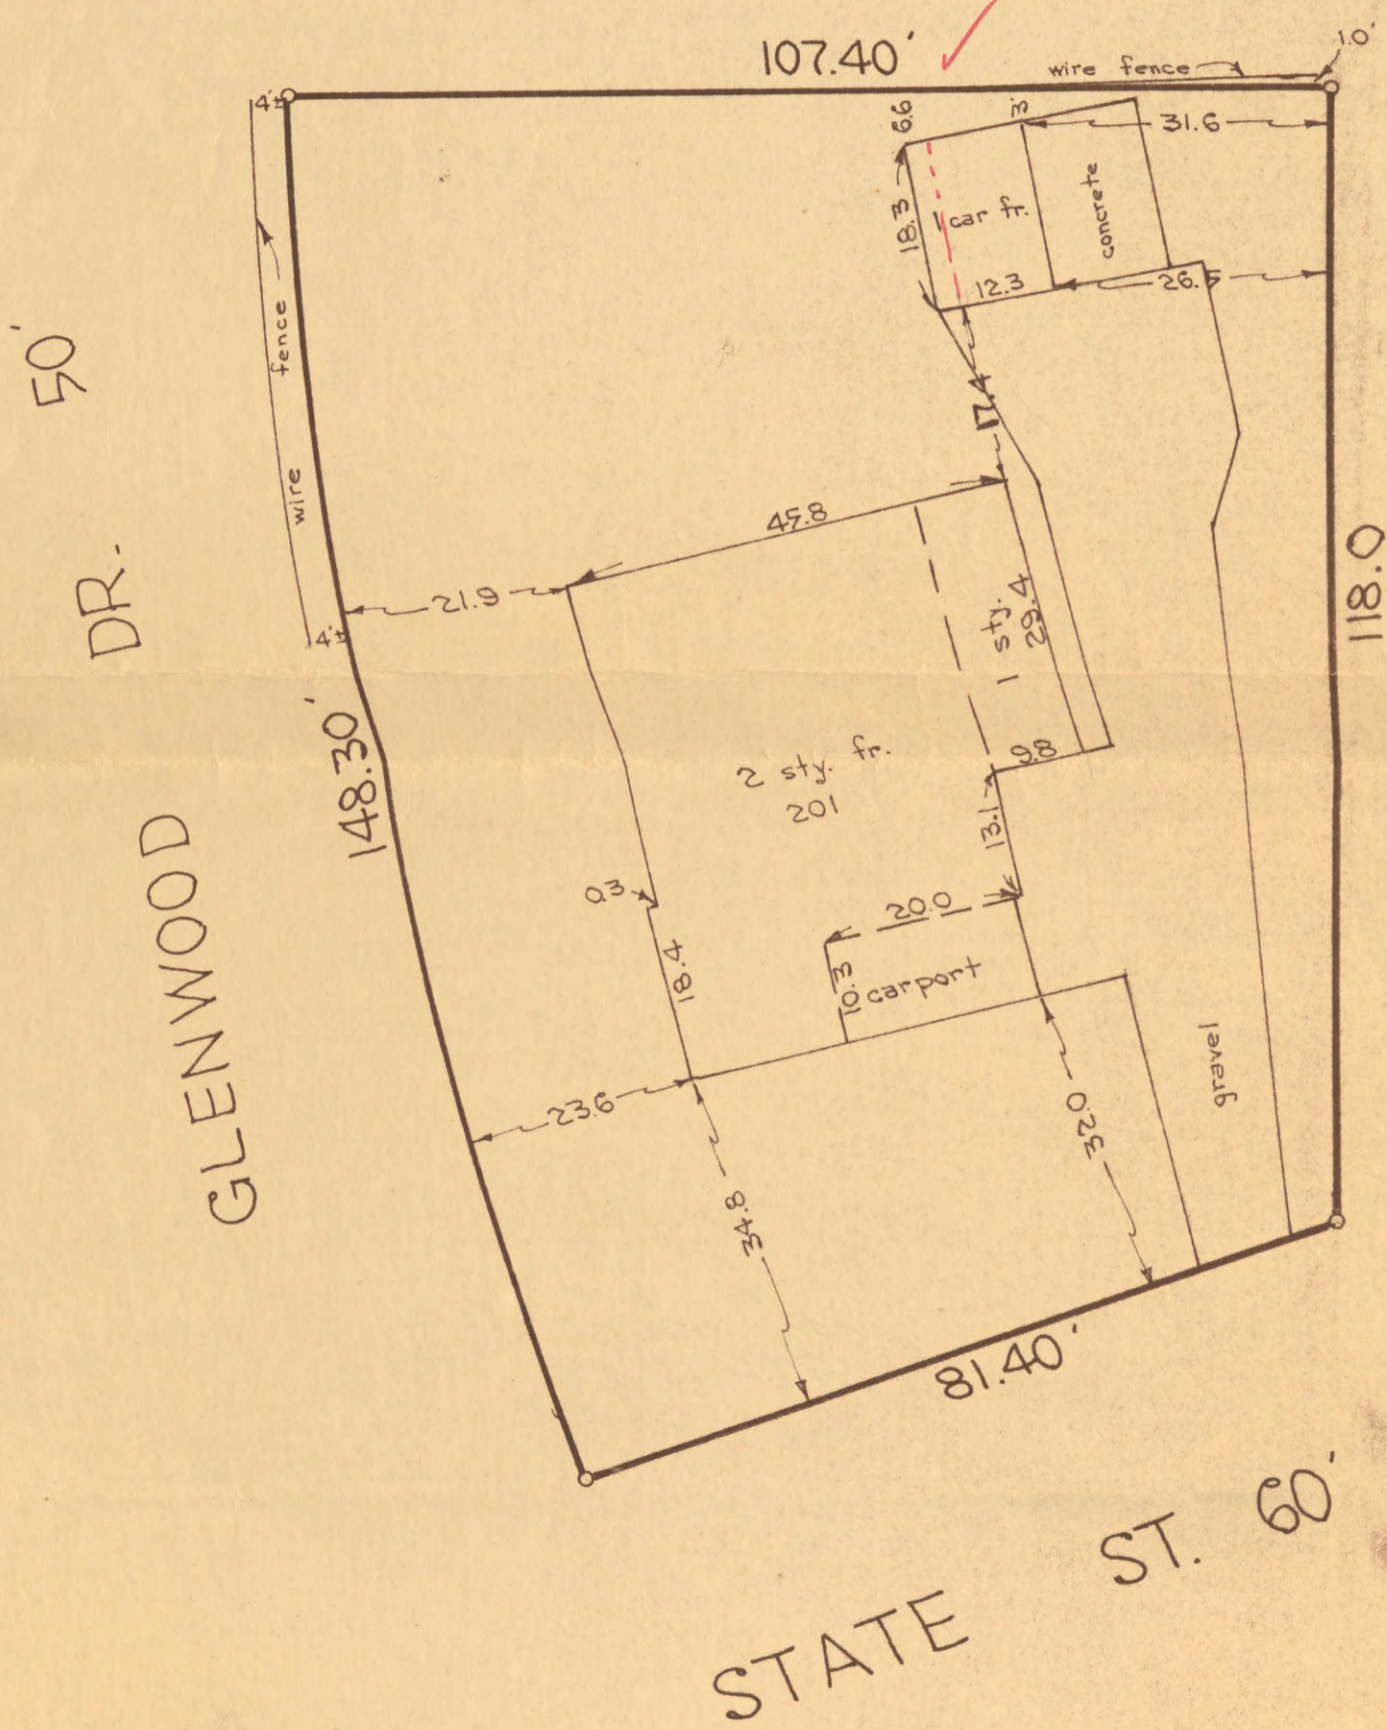 107.40'
wire fence
1.0'
4'±
6.6
3'
31.6
18.3
1 car fr.
concrete
12.3
26.5
17.4
wire fence
50'
DR.
GLENWOOD
148.30'
4'±
21.9
45.8
1 sty.
29.4
118.0
2 sty. fr.
201
9.8
13.1
0.3
20.0
18.4
10.3
carport
gravel
23.6
32.0
34.8
81.40'
STATE ST. 60'